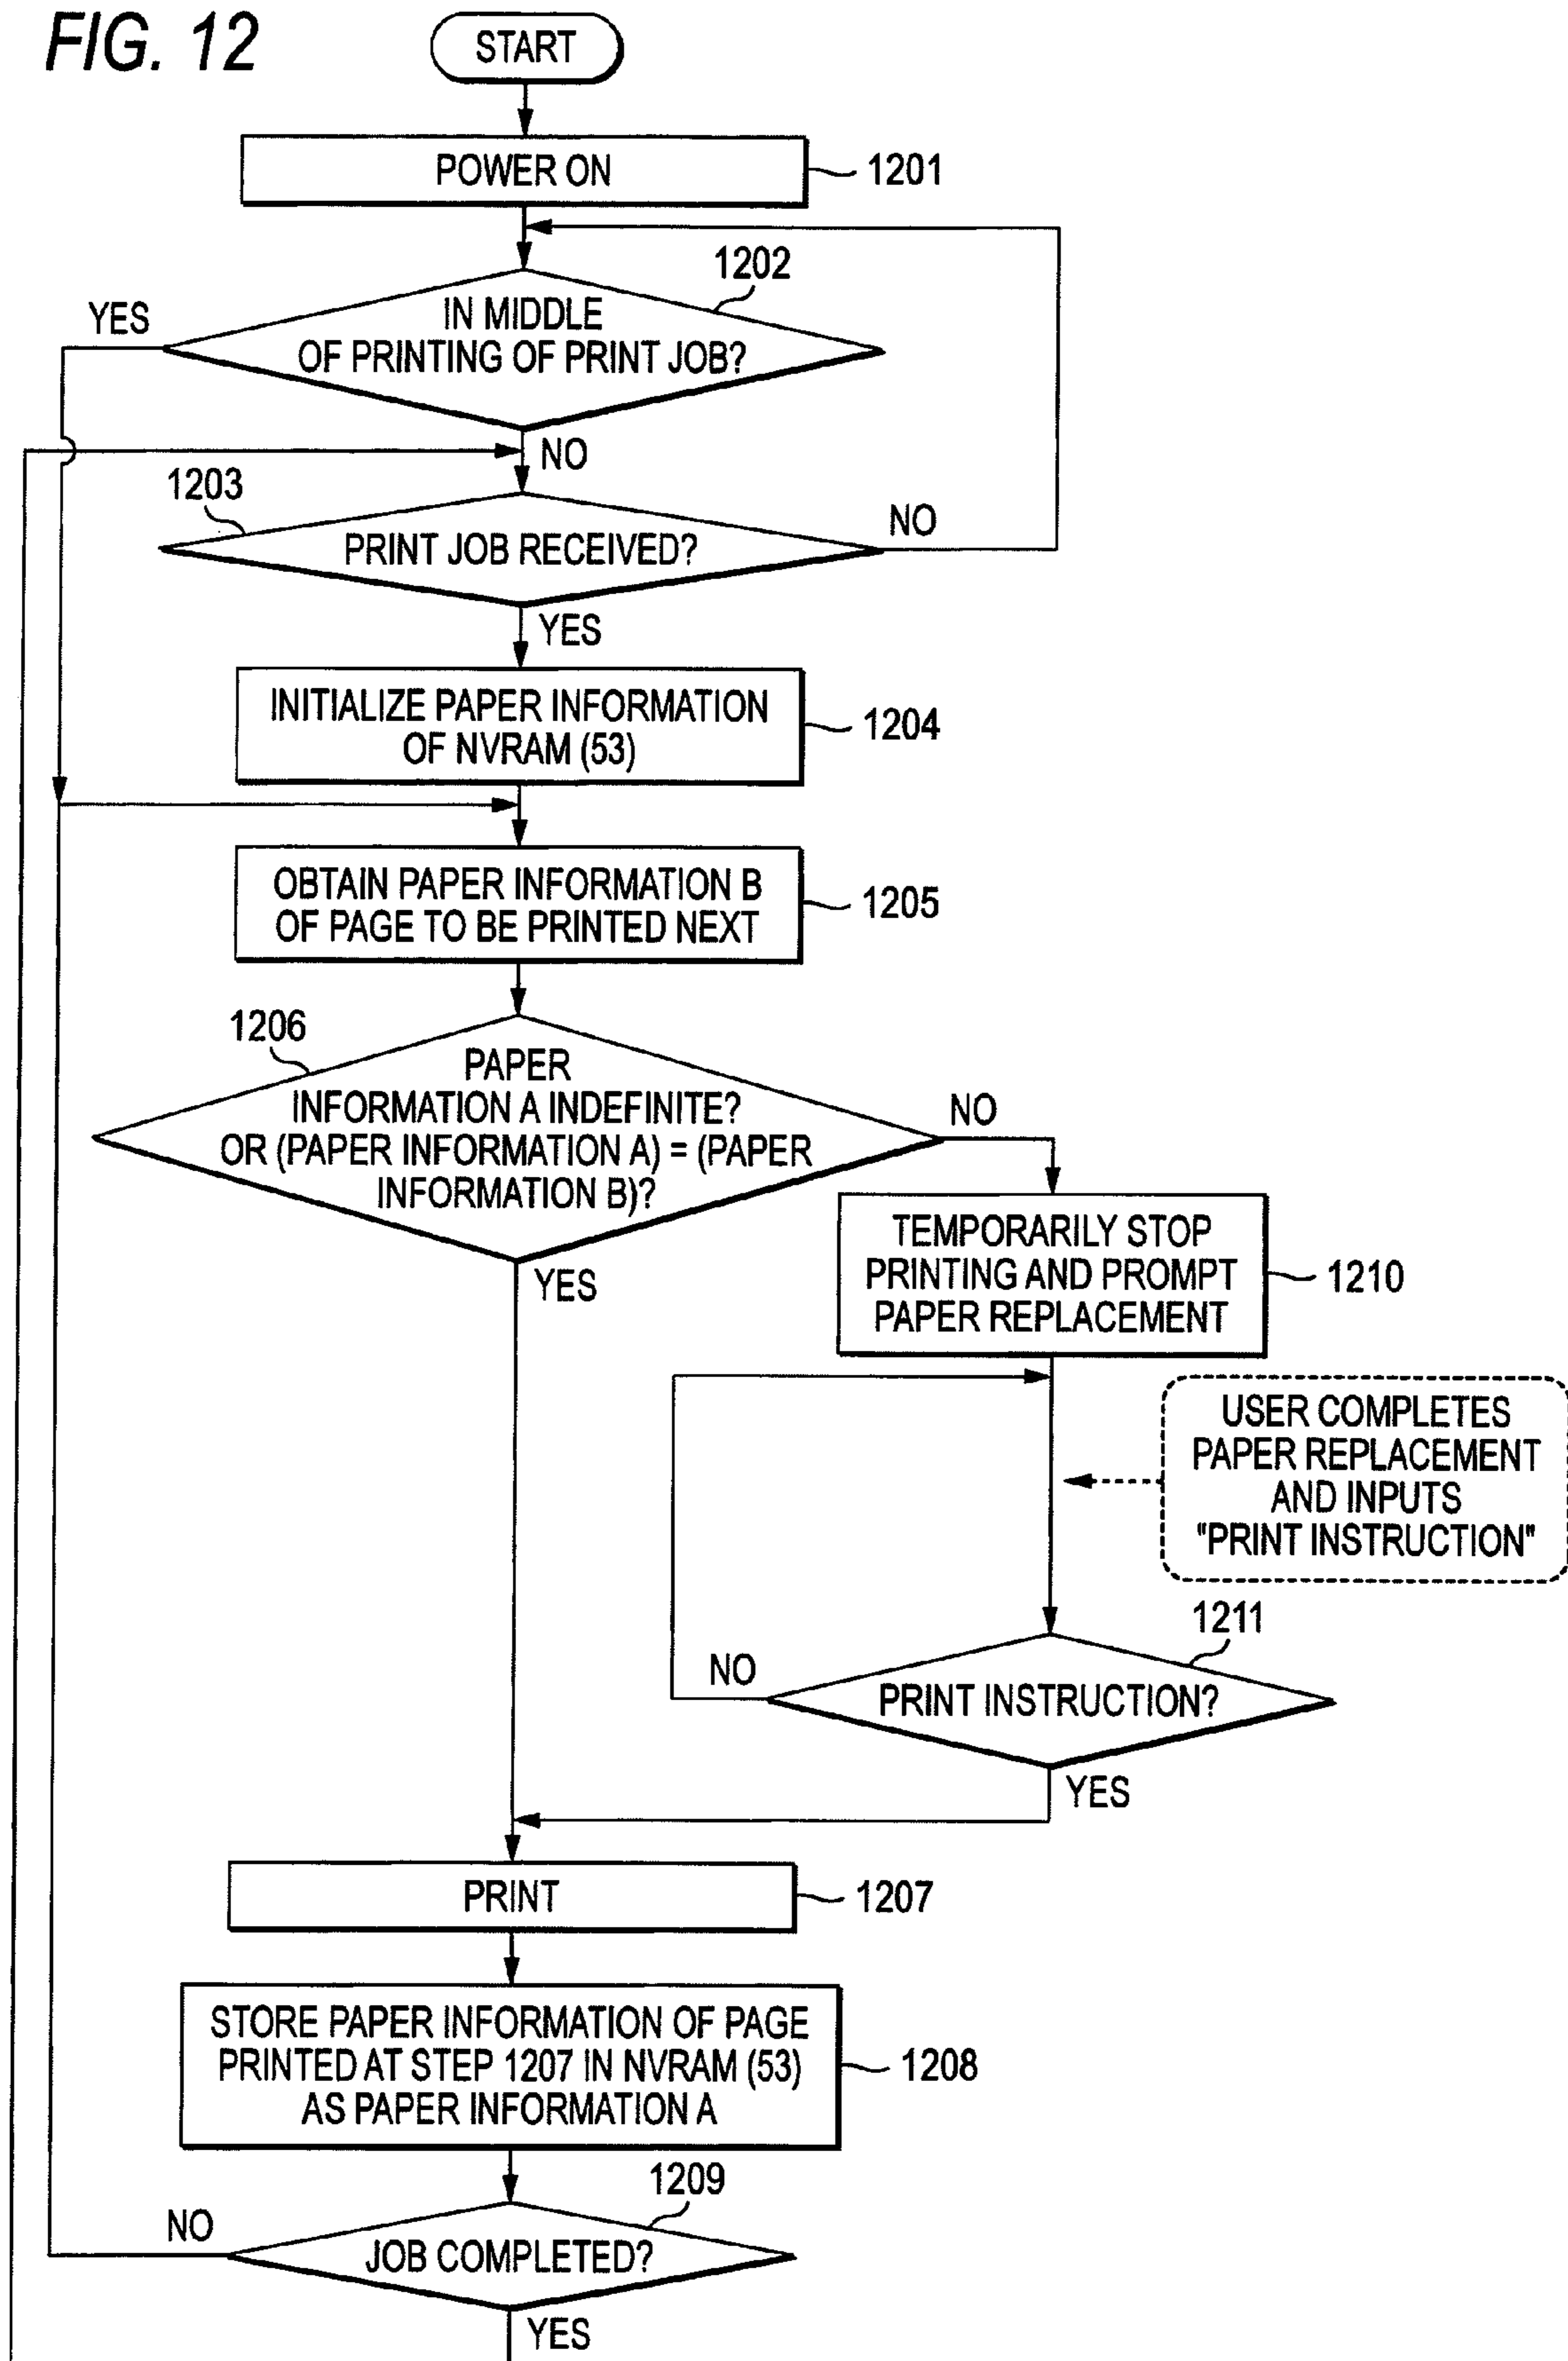 FIG. 12
START
POWER ON
1201
1202
YES
IN MIDDLE
OF PRINTING OF PRINT JOB?
NO
1203
NO
PRINT JOB RECEIVED?
YES
INITIALIZE PAPER INFORMATION
OF NVRAM (53)
1204
OBTAIN PAPER INFORMATION B
OF PAGE TO BE PRINTED NEXT
1205
1206
PAPER
INFORMATION A INDEFINITE?
OR (PAPER INFORMATION A) = (PAPER
INFORMATION B)?
NO
YES
TEMPORARILY STOP
PRINTING AND PROMPT
PAPER REPLACEMENT
1210
USER COMPLETES
PAPER REPLACEMENT
AND INPUTS
"PRINT INSTRUCTION"
1211
NO
PRINT INSTRUCTION?
YES
PRINT
1207
STORE PAPER INFORMATION OF PAGE
PRINTED AT STEP 1207 IN NVRAM (53)
AS PAPER INFORMATION A
1208
1209
NO
JOB COMPLETED?
YES